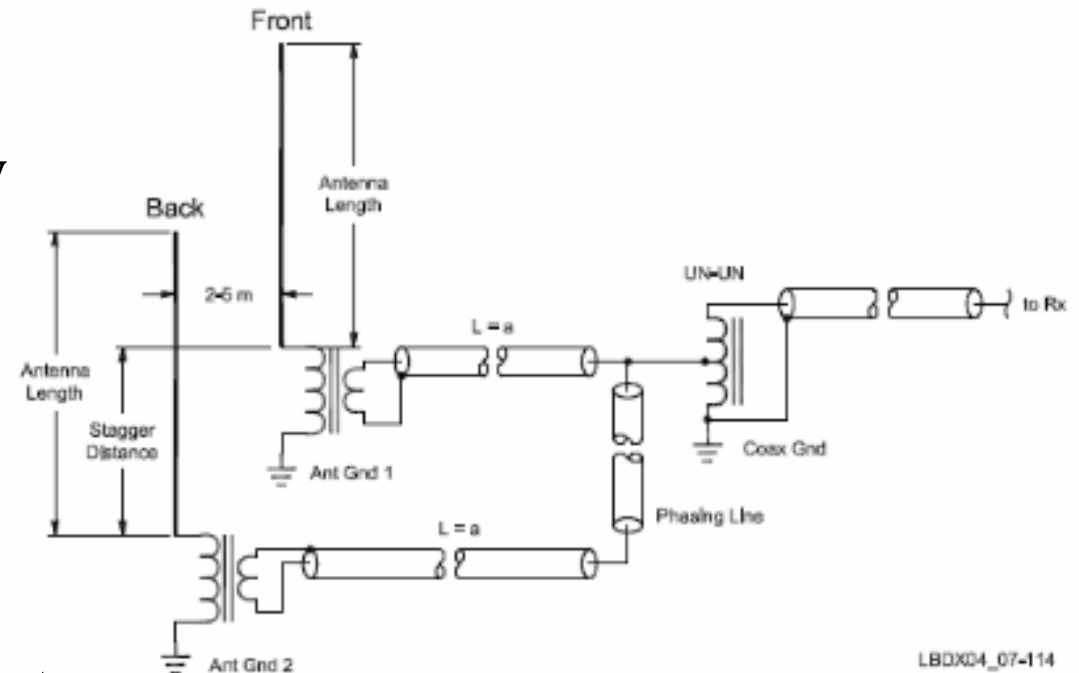 Front
y
Antenna
Length
Back
2-5 m
UN-UN
to Rx
L = a
Antenna
Length
Stagger
Distance
Ant Gnd 1
Coax Gnd
Phasing Line
L = a
Ant Gnd 2
LBDX04_07-114